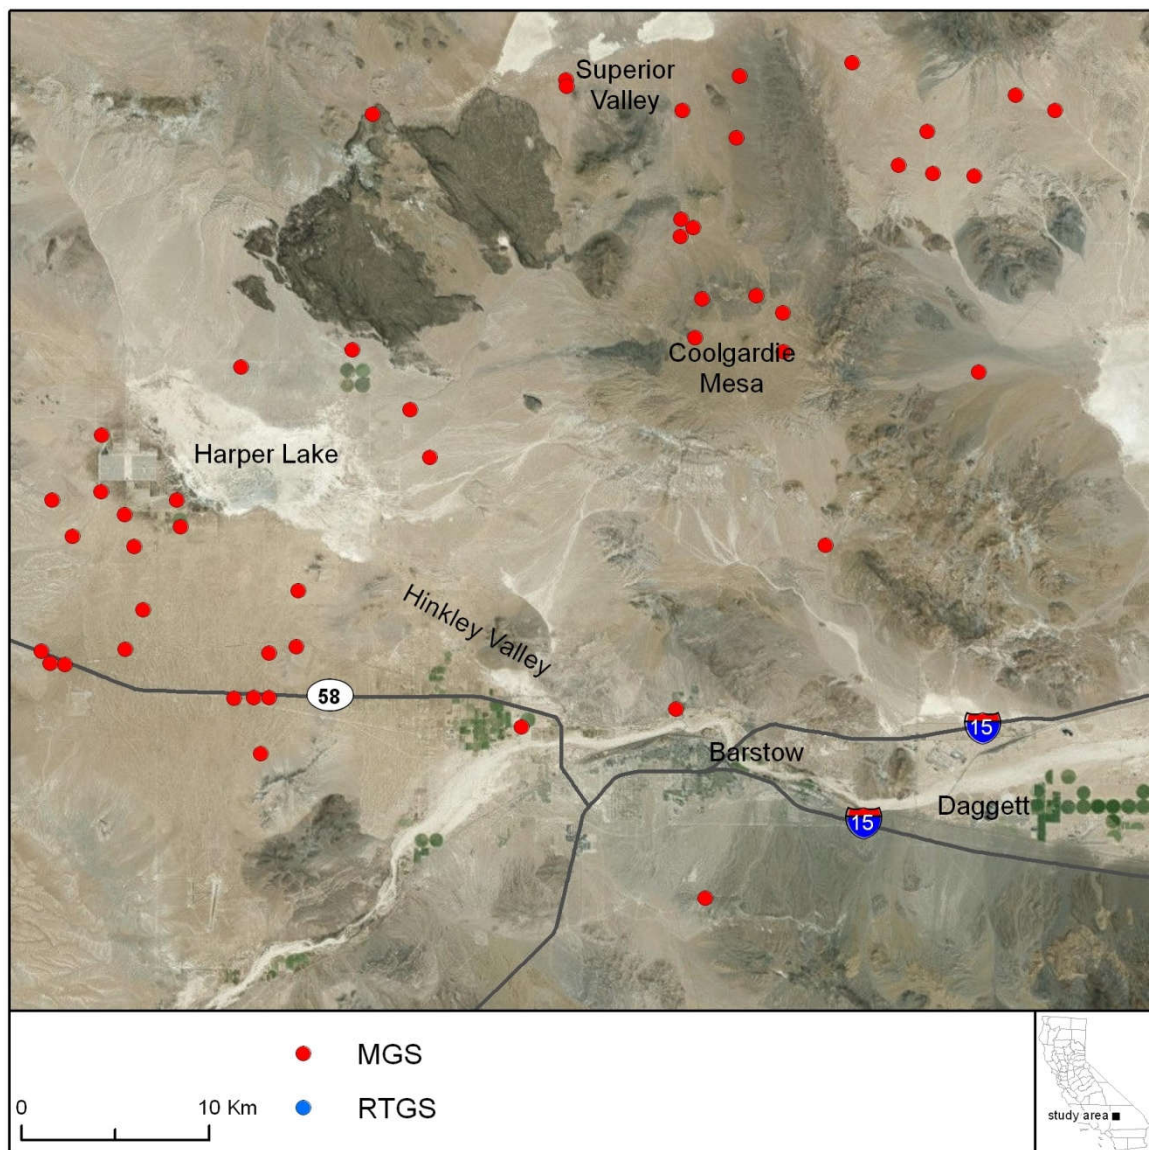 Superior
Valley
Coolgardie
Mesa
Harper Lake
Hinkley Valley
58
15
Barstow
Daggett
15
MGS
0
10 Km
RTGS
study area